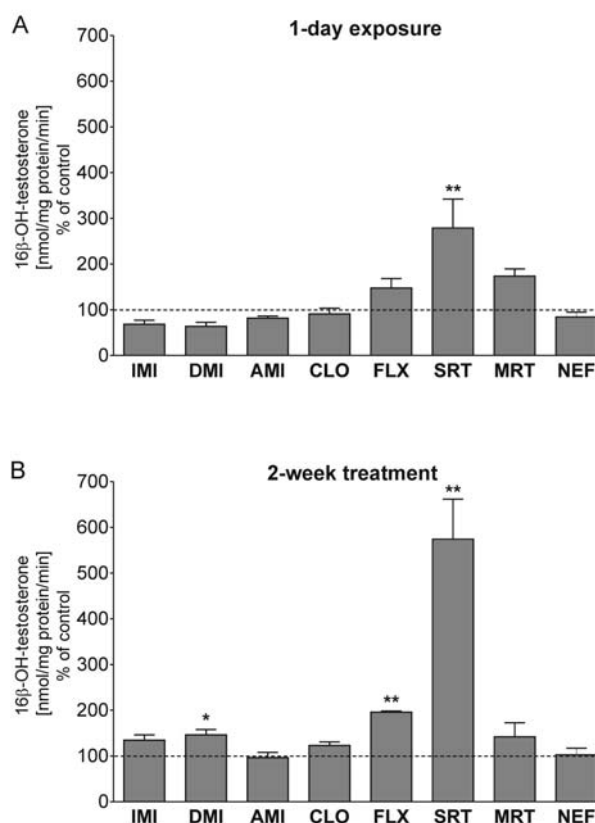 A
1-day exposure
16β-OH-testosterone
[nmol/mg protein/min]
% of control
700
600
500
400
300
200
100
0
**
IMI DMI AMI CLO FLX SRT MRT NEF
B
2-week treatment
16β-OH-testosterone
[nmol/mg protein/min]
% of control
700
600
500
400
300
200
100
0
*
**
**
IMI DMI AMI CLO FLX SRT MRT NEF